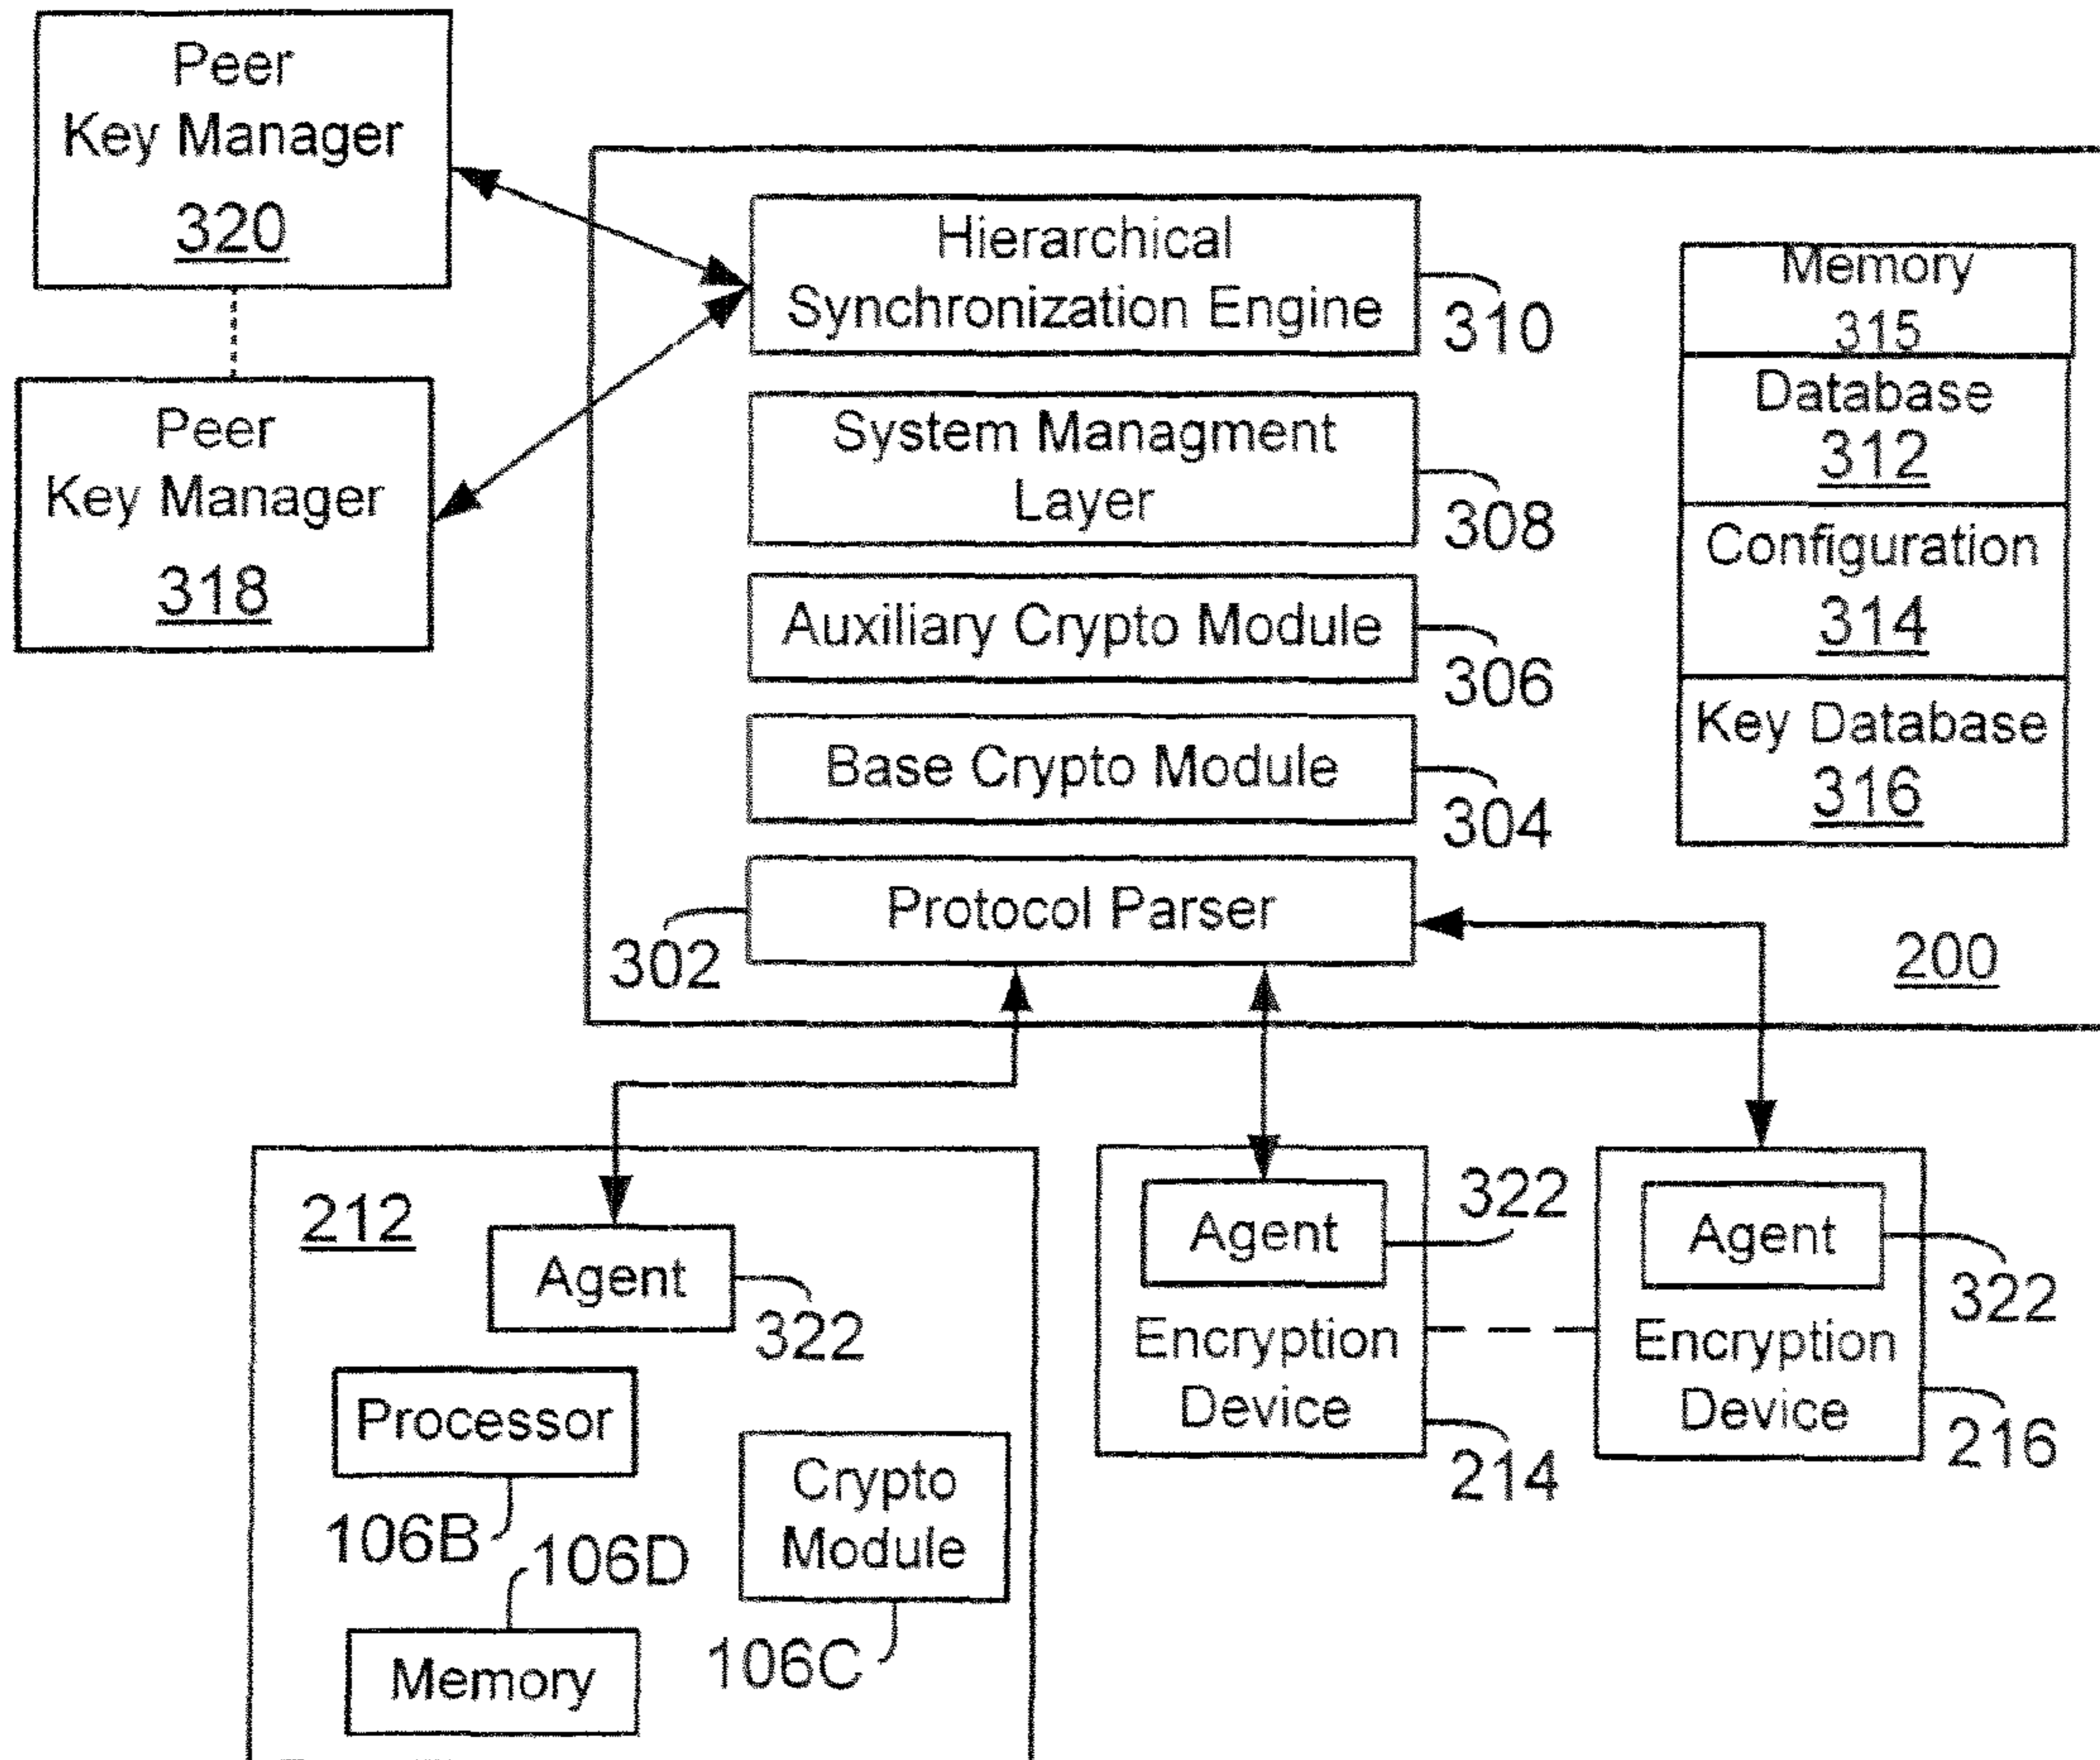 Peer
Key Manager
320
Peer
Key Manager
318
Hierarchical
Synchronization Engine
310
System Managment
Layer
308
Auxiliary Crypto Module
306
Base Crypto Module
304
Protocol Parser
302
Memory
315
Database
312
Configuration
314
Key Database
316
200
212
Agent
322
Processor
106B
106D
Memory
Crypto
Module
106C
Agent
322
Encryption
Device
214
Agent
322
Encryption
Device
216